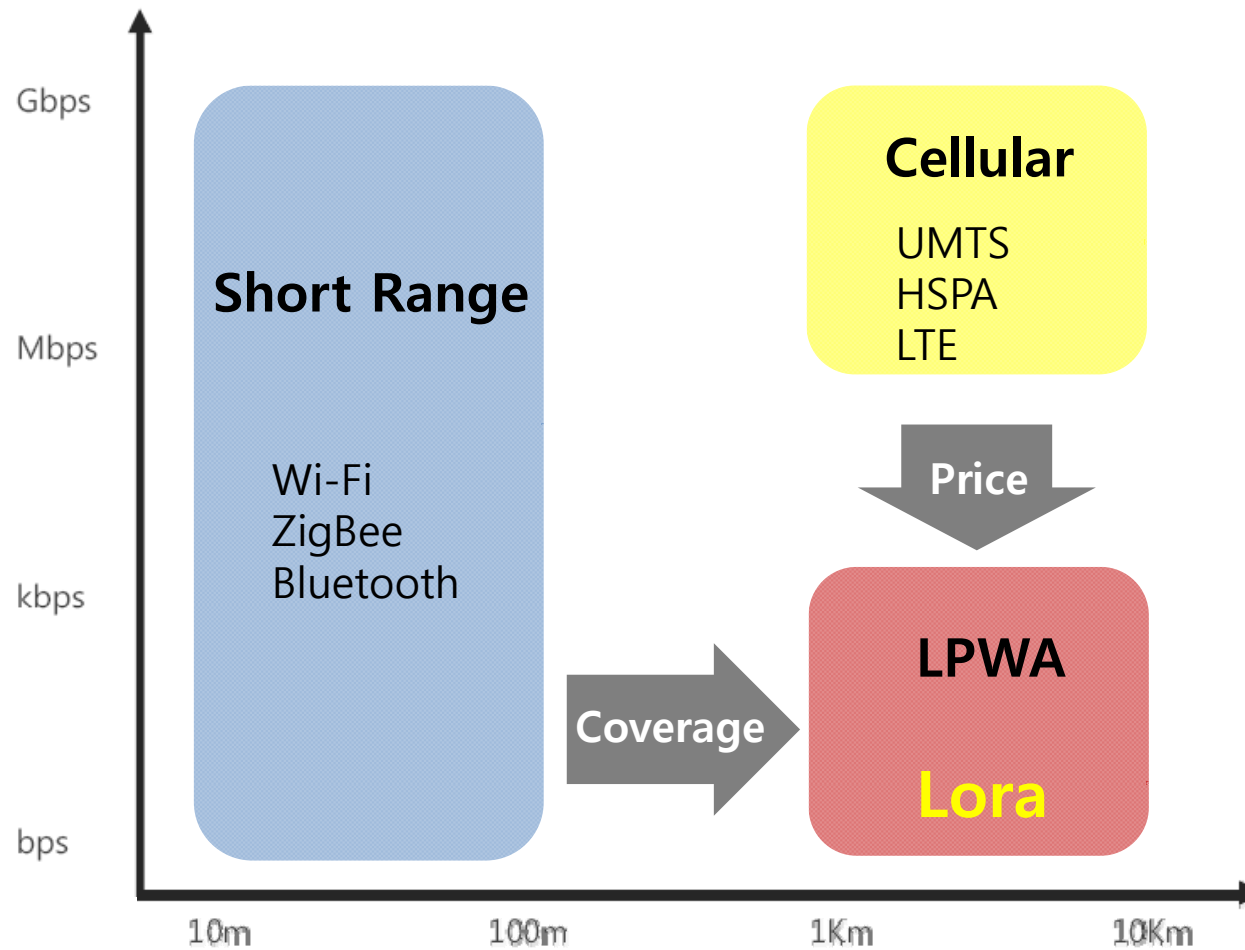 Gbps
Mbps
kbps
bps
Short Range
Wi-Fi
ZigBee
Bluetooth
Cellular
UMTS
HSPA
LTE
Price
Coverage
LPWA
Lora
10m
100m
1Km
10Km